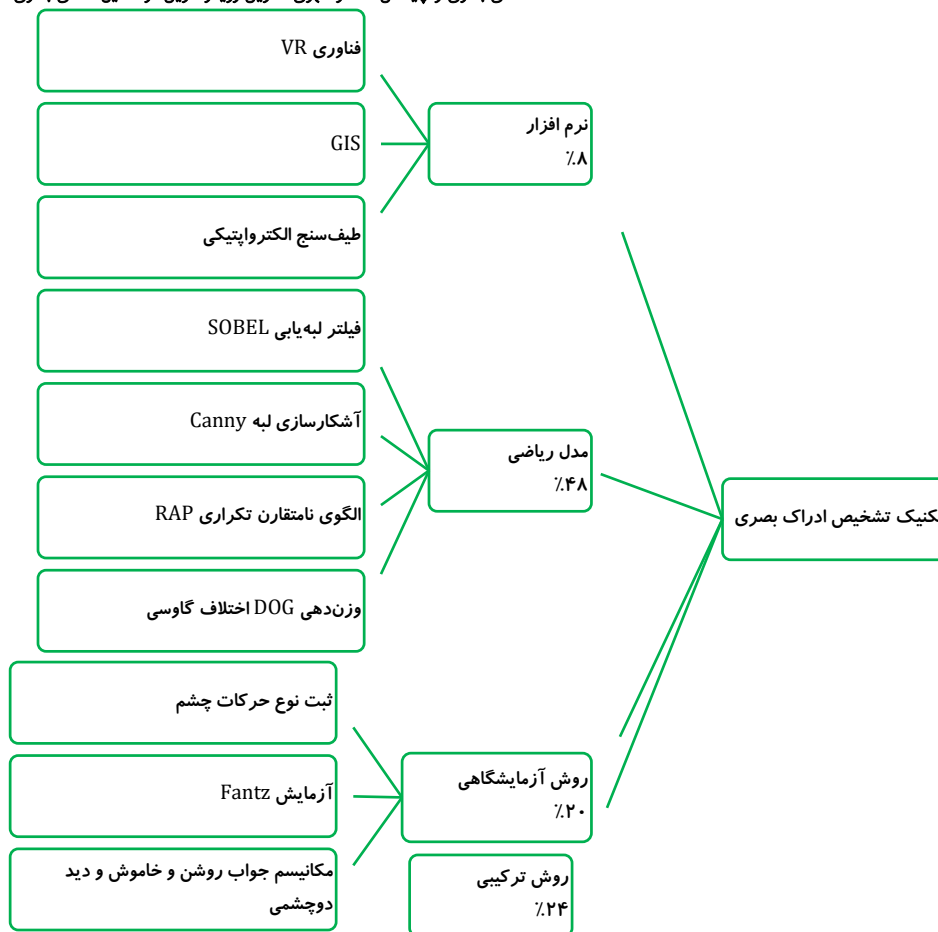 فناوری VR
GIS
طیف‌سنج الکترواپتیکی
نرم افزار
٪۸
فیلتر لبه‌یابی SOBEL
آشکارسازی لبه Canny
الگوی نامتقارن تکراری RAP
وزن‌دهی DOG اختلاف گاوسی
مدل ریاضی
٪۴۸
کنیک تشخیص ادراک بصری
ثبت نوع حرکات چشم
آزمایش Fantz
مکانیسم جواب روشن و خاموش و دید
دوچشمی
روش آزمایشگاهی
٪۲۰
روش ترکیبی
٪۲۴